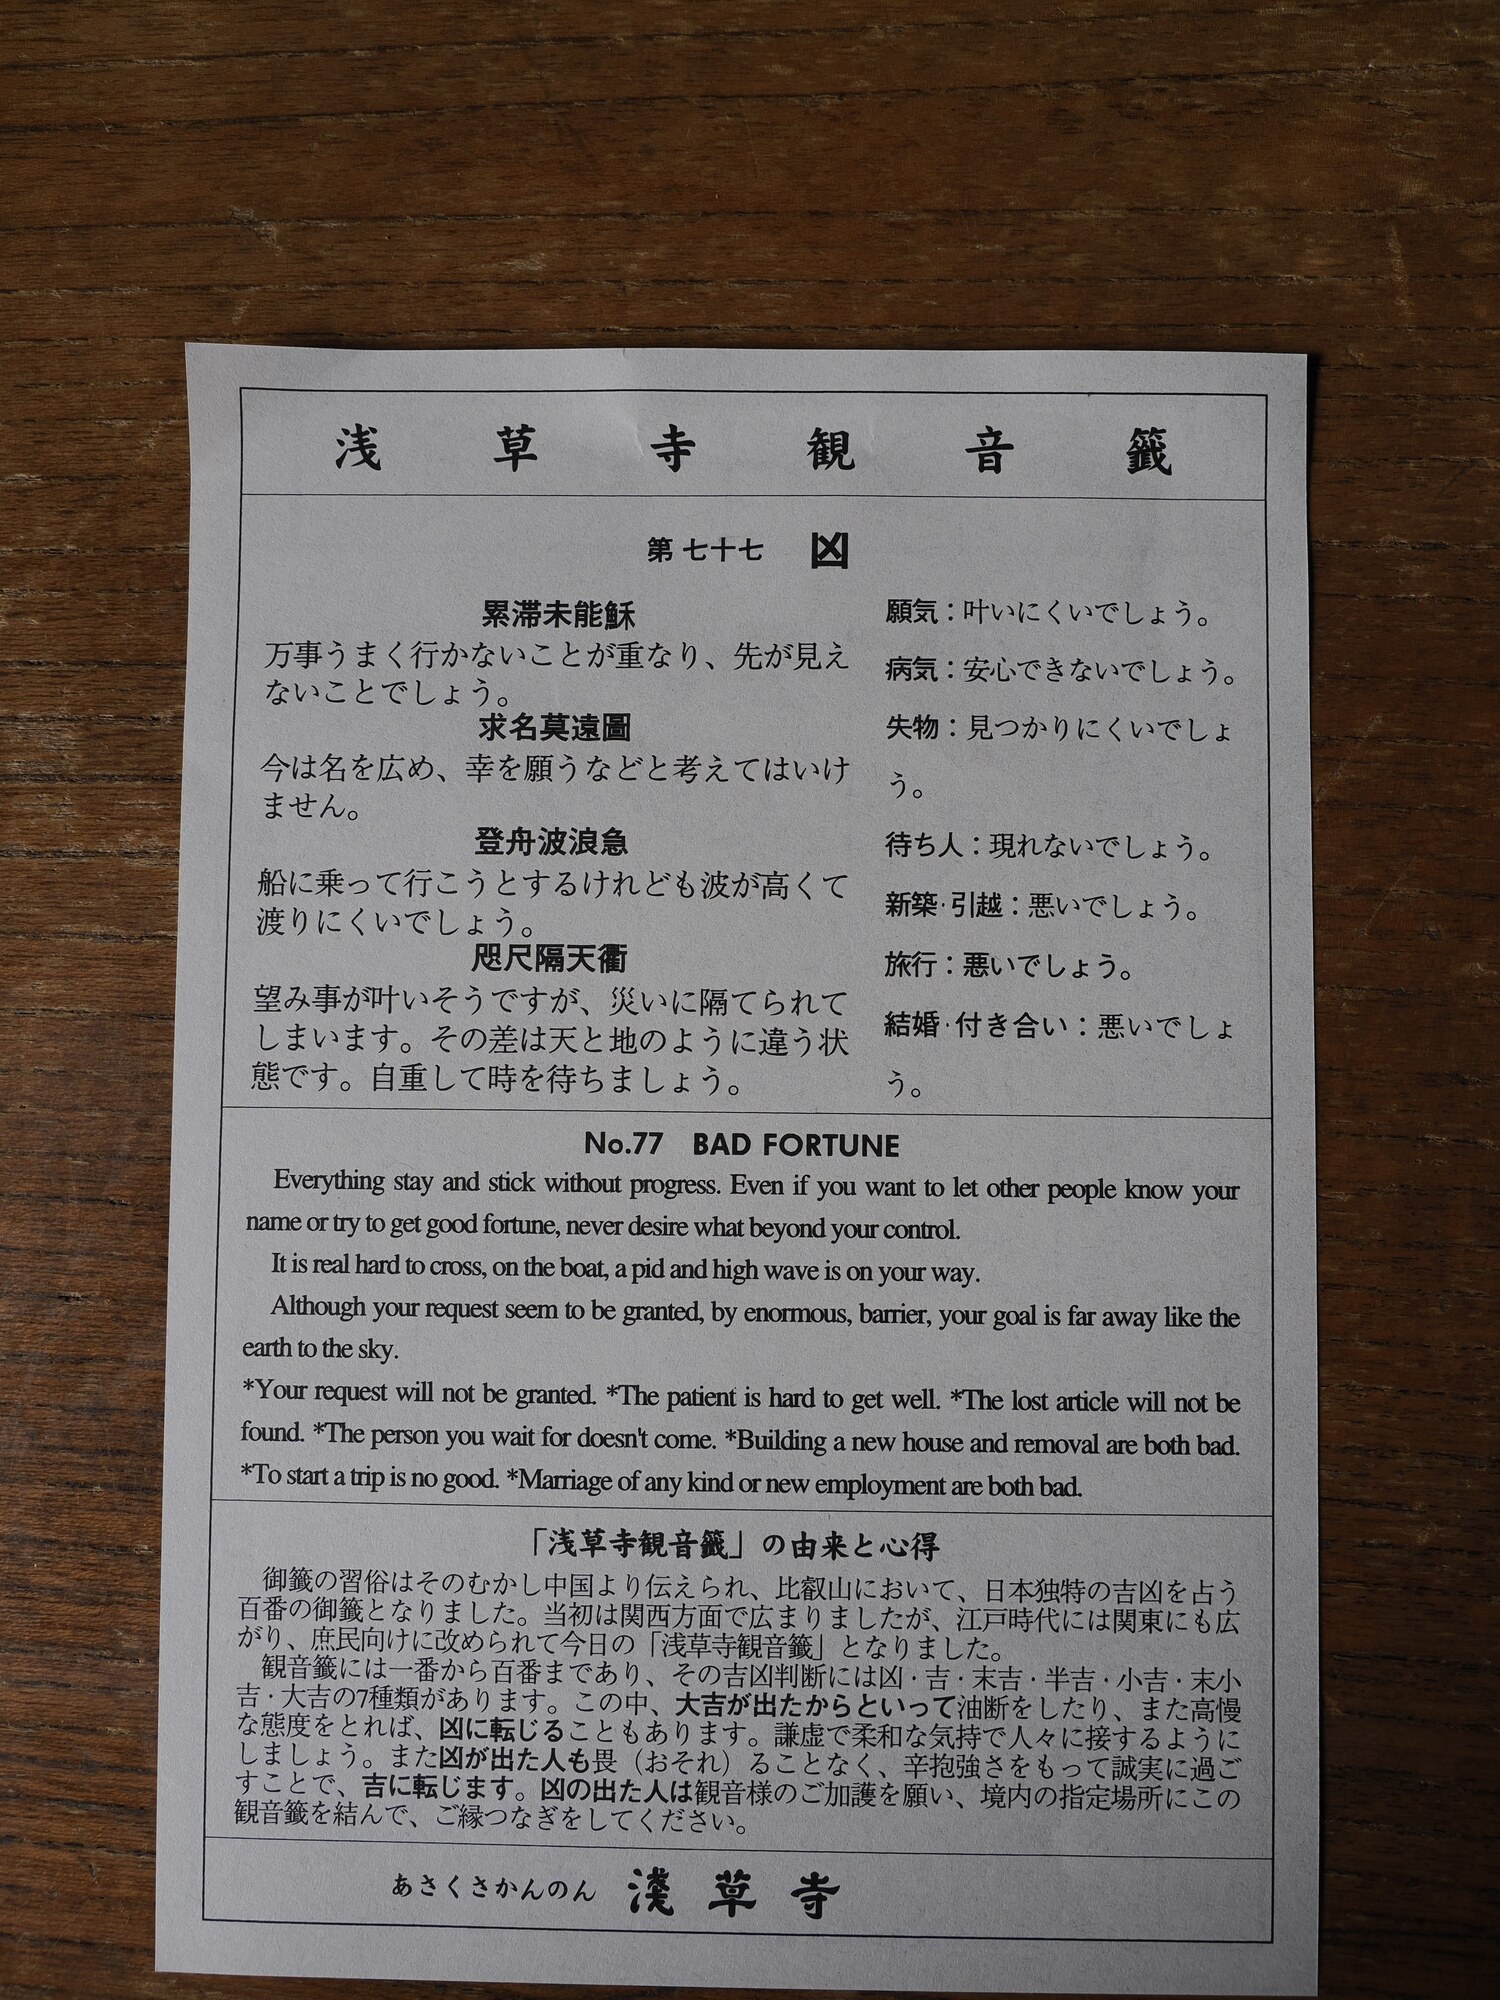 浅草寺観音籤
第七十七 凶
累滞未能穌
万事うまく行かないことが重なり、先が見え
ないことでしょう。
求名莫遠圖
今は名を広め、幸を願うなどと考えてはいけ
ません。
登舟波浪急
船に乗って行こうとするけれども波が高くて
渡りにくいでしょう。
咫尺隔天衢
望み事が叶いそうですが、災いに隔てられて
しまいます。その差は天と地のように違う状
態です。自重して時を待ちましょう。
願気：叶いにくいでしょう。
病気：安心できないでしょう。
失物：見つかりにくいでしょ
う。
待ち人：現れないでしょう。
新築・引越：悪いでしょう。
旅行：悪いでしょう。
結婚・付き合い：悪いでしょ
う。
No.77 BAD FORTUNE
Everything stay and stick without progress. Even if you want to let other people know your
name or try to get good fortune, never desire what beyond your control.
It is real hard to cross, on the boat, a pid and high wave is on your way.
Although your request seem to be granted, by enormous, barrier, your goal is far away like the
earth to the sky.
*Your request will not be granted. *The patient is hard to get well. *The lost article will not be
found. *The person you wait for doesn't come. *Building a new house and removal are both bad.
*To start a trip is no good. *Marriage of any kind or new employment are both bad.
「浅草寺観音籤」の由来と心得
御籤の習俗はそのむかし中国より伝えられ、比叡山において、日本独特の吉凶を占う
百番の御籤となりました。当初は関西方面で広まりましたが、江戸時代には関東にも広
がり、庶民向けに改められて今日の「浅草寺観音籤」となりました。
観音籤には一番から百番まであり、その吉凶判断には凶・吉・末吉・半吉・小吉・末小
吉・大吉の7種類があります。この中、大吉が出たからといって油断をしたり、また高慢
な態度をとれば、凶に転じることもあります。謙虚で柔和な気持で人々に接するように
しましょう。また凶が出た人も畏（おそれ）ることなく、辛抱強さをもって誠実に過ご
すことで、吉に転じます。凶の出た人は観音様のご加護を願い、境内の指定場所にこの
観音籤を結んで、ご縁つなぎをしてください。
あさくさかんのん 淺草寺